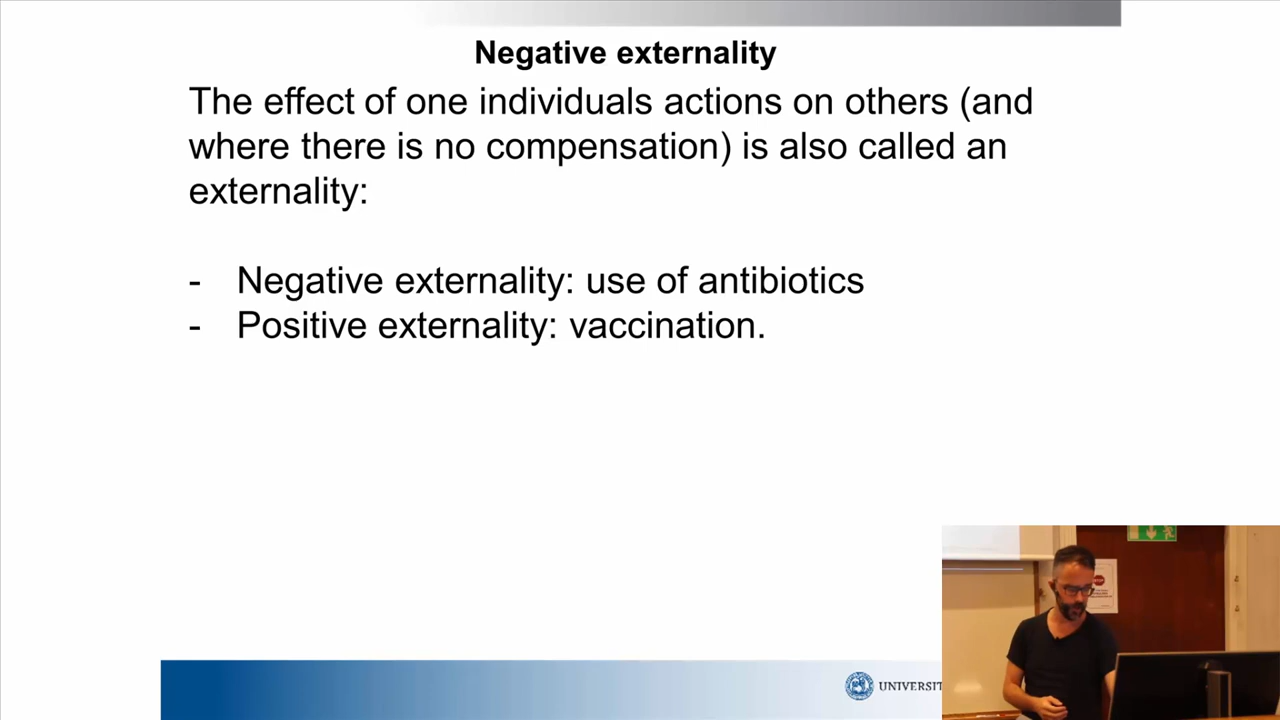 Negative externality
The effect of one individuals actions on others (and
where there is no compensation) is also called an
externality:
- Negative externality: use of antibiotics
- Positive externality: vaccination.